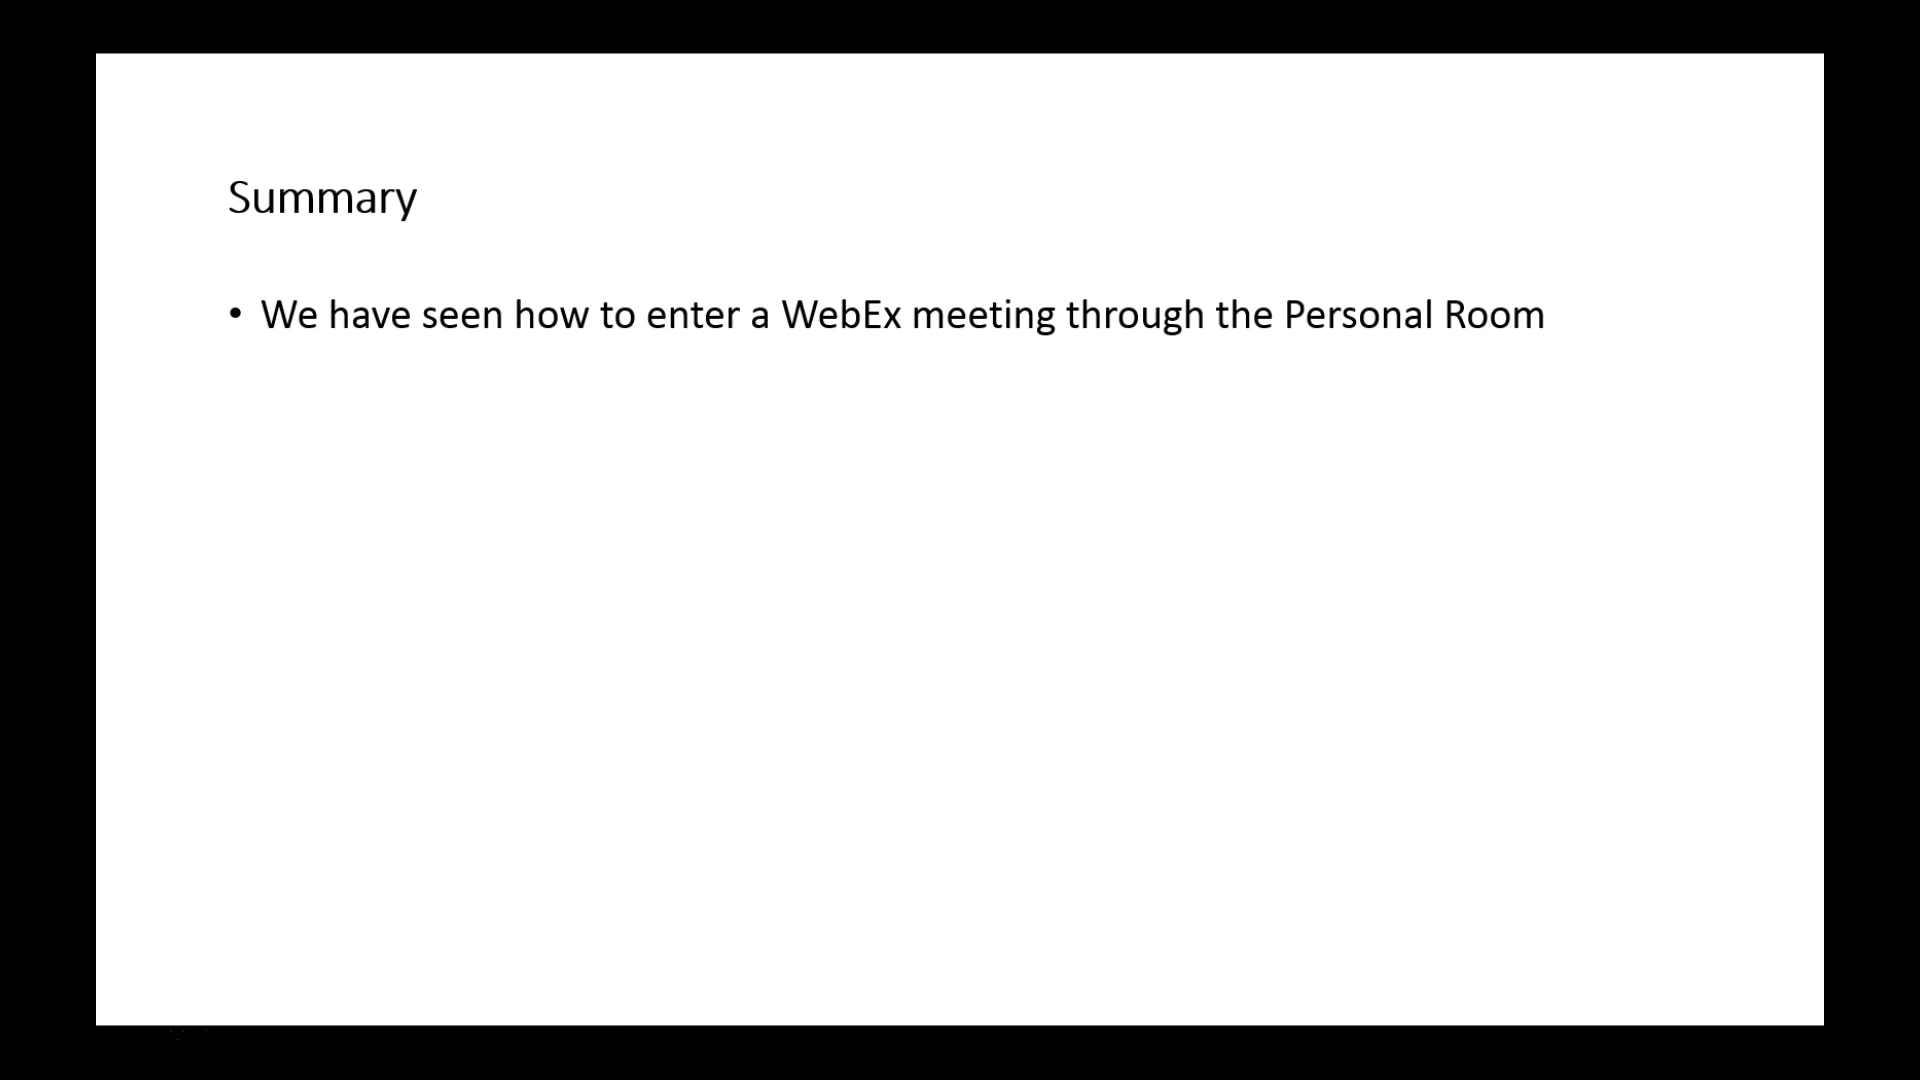 Summary
• We have seen how to enter a WebEx meeting through the Personal Room